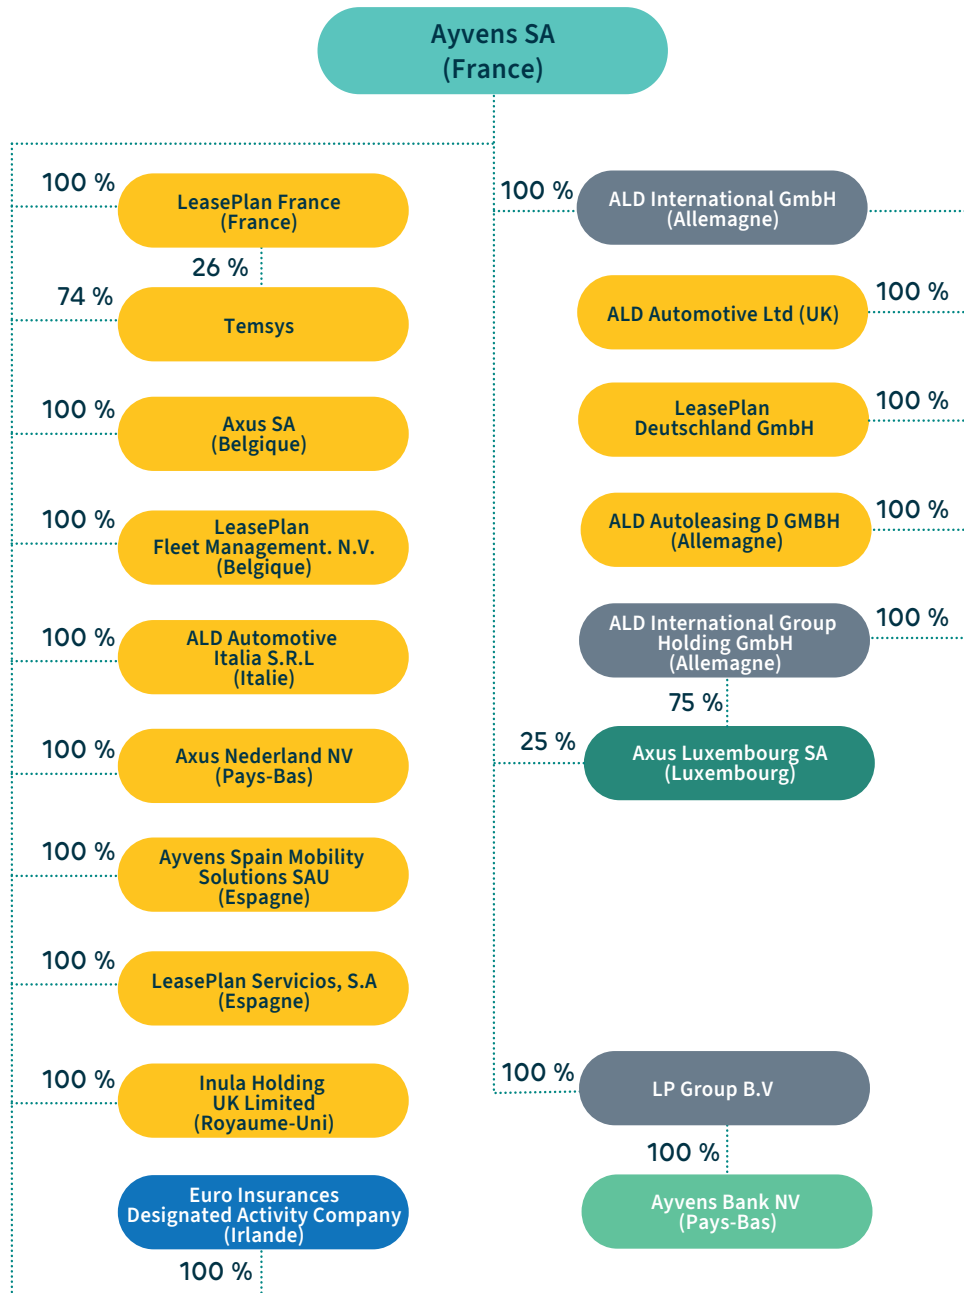 Ayvens SA
(France)
100 %
LeasePlan France
(France)
26 %
74 %
Temsys
100 %
Axus SA
(Belgique)
100 %
LeasePlan
Fleet Management. N.V.
(Belgique)
100 %
ALD Automotive
Italia S.R.L
(Italie)
100 %
Axus Nederland NV
(Pays-Bas)
100 %
Ayvens Spain Mobility
Solutions SAU
(Espagne)
100 %
LeasePlan Servicios, S.A
(Espagne)
100 %
Inula Holding
UK Limited
(Royaume-Uni)
Euro Insurances
Designated Activity Company
(Irlande)
100 %
100 %
ALD International GmbH
(Allemagne)
ALD Automotive Ltd (UK)
100 %
LeasePlan
Deutschland GmbH
100 %
ALD Autoleasing D GMBH
(Allemagne)
100 %
ALD International Group
Holding GmbH
(Allemagne)
100 %
75 %
25 %
Axus Luxembourg SA
(Luxembourg)
100 %
LP Group B.V
100 %
Ayvens Bank NV
(Pays-Bas)